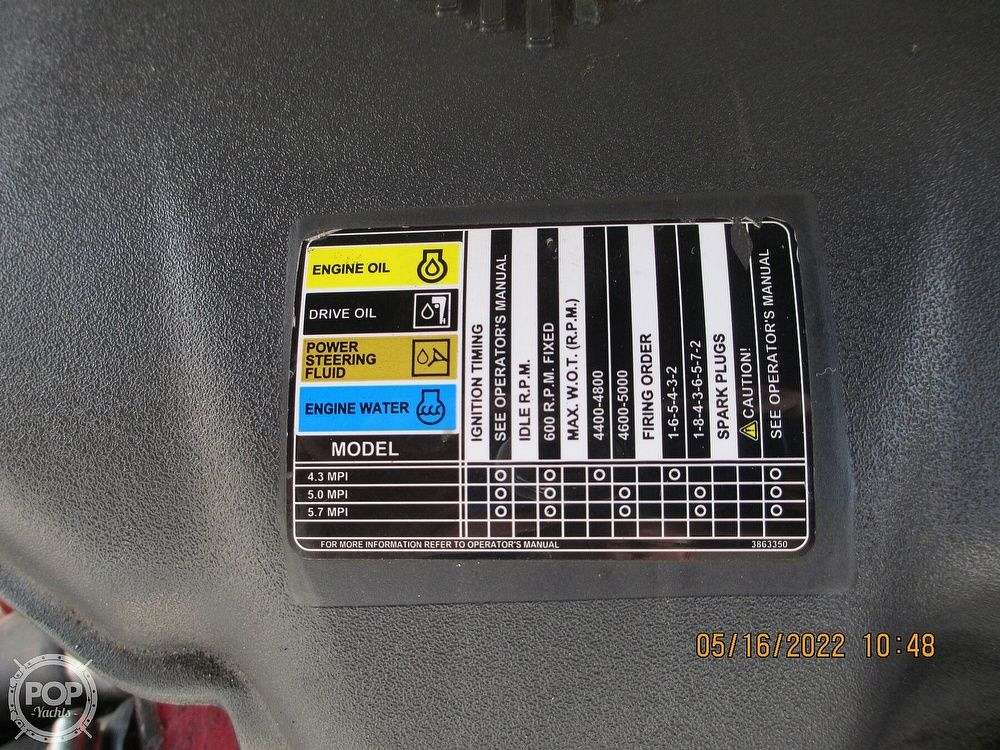 ENGINE OIL
DRIVE OIL
POWER
STEERING
FLUID
ENGINE WATER
MODEL
IGNITION TIMING
SEE OPERATOR'S MANUAL
IDLE R.P.M.
600 R.P.M. FIXED
MAX. W.O.T. (R.P.M.)
4400-4800
4600-5000
FIRING ORDER
1-6-5-4-3-2
1-8-4-3-6-5-7-2
SPARK PLUGS
CAUTION!
SEE OPERATOR'S MANUAL
4.3 MPI
5.0 MPI
5.7 MPI
FOR MORE INFORMATION REFER TO OPERATOR'S MANUAL
3863350
05/16/2022 10:48
POP
Yachts